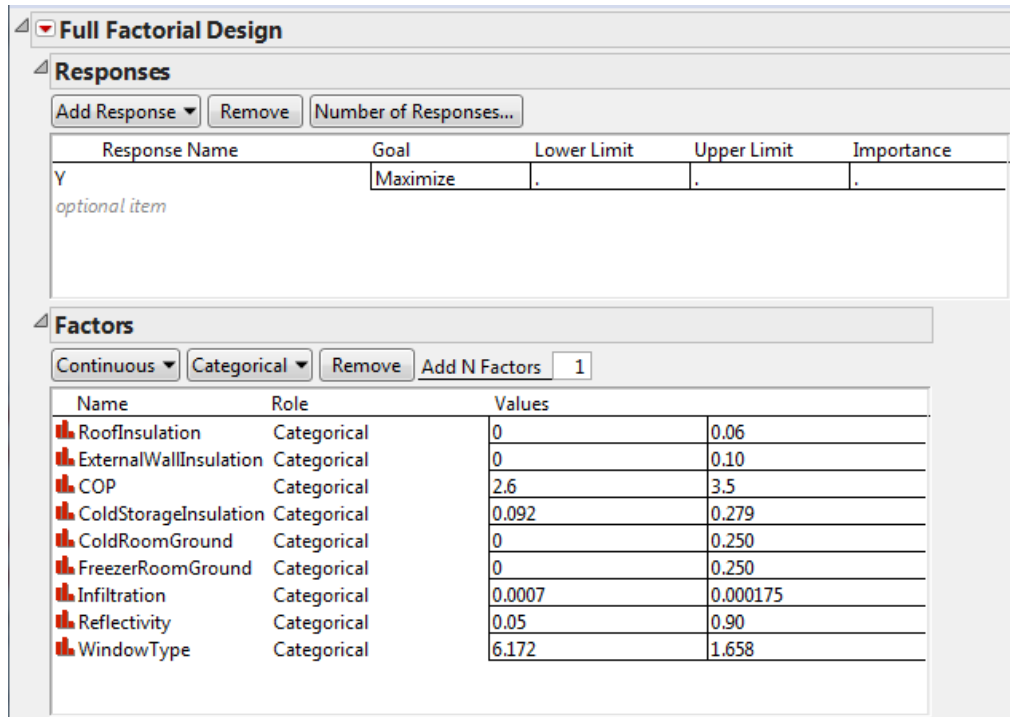 Full Factorial Design
Responses
Add Response Remove Number of Responses...
Response Name Goal Lower Limit Upper Limit Importance
Y Maximize . . .
optional item
Factors
Continuous Categorical Remove Add N Factors 1
Name Role Values
RoofInsulation Categorical 0 0.06
ExternalWallInsulation Categorical 0 0.10
COP Categorical 2.6 3.5
ColdStorageInsulation Categorical 0.092 0.279
ColdRoomGround Categorical 0 0.250
FreezerRoomGround Categorical 0 0.250
Infiltration Categorical 0.0007 0.000175
Reflectivity Categorical 0.05 0.90
WindowType Categorical 6.172 1.658